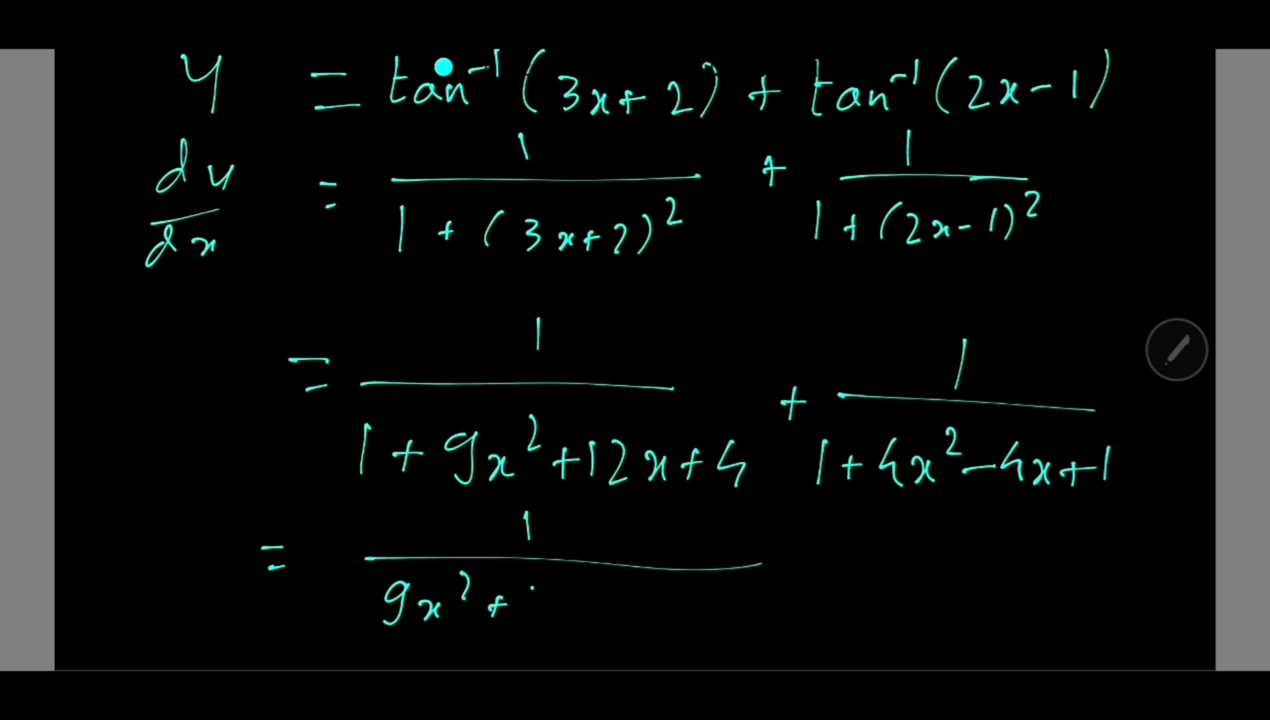 y = tan⁻¹(3x+2) + tan⁻¹(2x-1)
dy/dx = 1/(1+(3x+2)²) + 1/(1+(2x-1)²)
= 1/(1+9x²+12x+4) + 1/(1+4x²-4x+1)
= 1/(9x²+